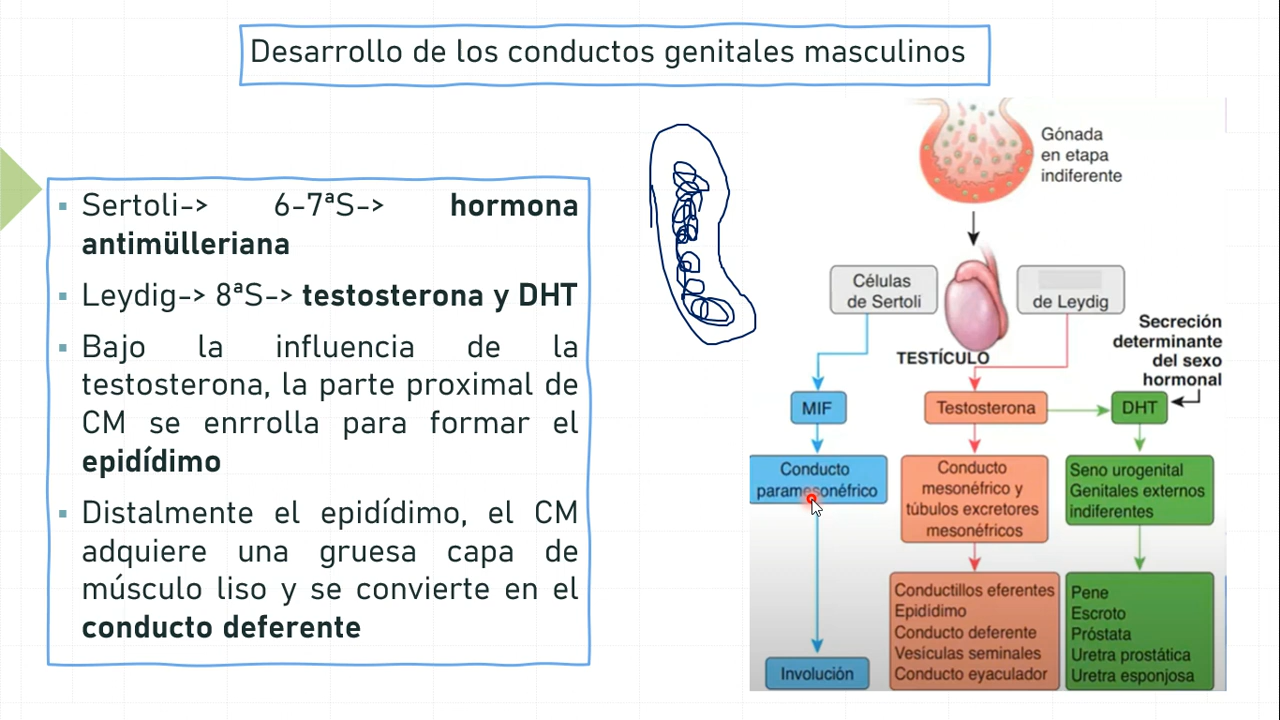 Desarrollo de los conductos genitales masculinos
▪ Sertoli-> 6-7ªS-> hormona
antimülleriana
▪ Leydig-> 8ªS-> testosterona y DHT
▪ Bajo la influencia de la
testosterona, la parte proximal de
CM se enrrolla para formar el
epidídimo
▪ Distalmente el epidídimo, el CM
adquiere una gruesa capa de
músculo liso y se convierte en el
conducto deferente
Gónada
en etapa
indiferente
Células
de Sertoli
de Leydig
TESTÍCULO
Secreción
determinante
del sexo
hormonal
MIF
Testosterona
DHT
Conducto
paramesonéfrico
Conducto
mesonéfrico y
túbulos excretores
mesonéfricos
Seno urogenital
Genitales externos
indiferentes
Involución
Conductillos eferentes
Epidídimo
Conducto deferente
Vesículas seminales
Conducto eyaculador
Pene
Escroto
Próstata
Uretra prostática
Uretra esponjosa